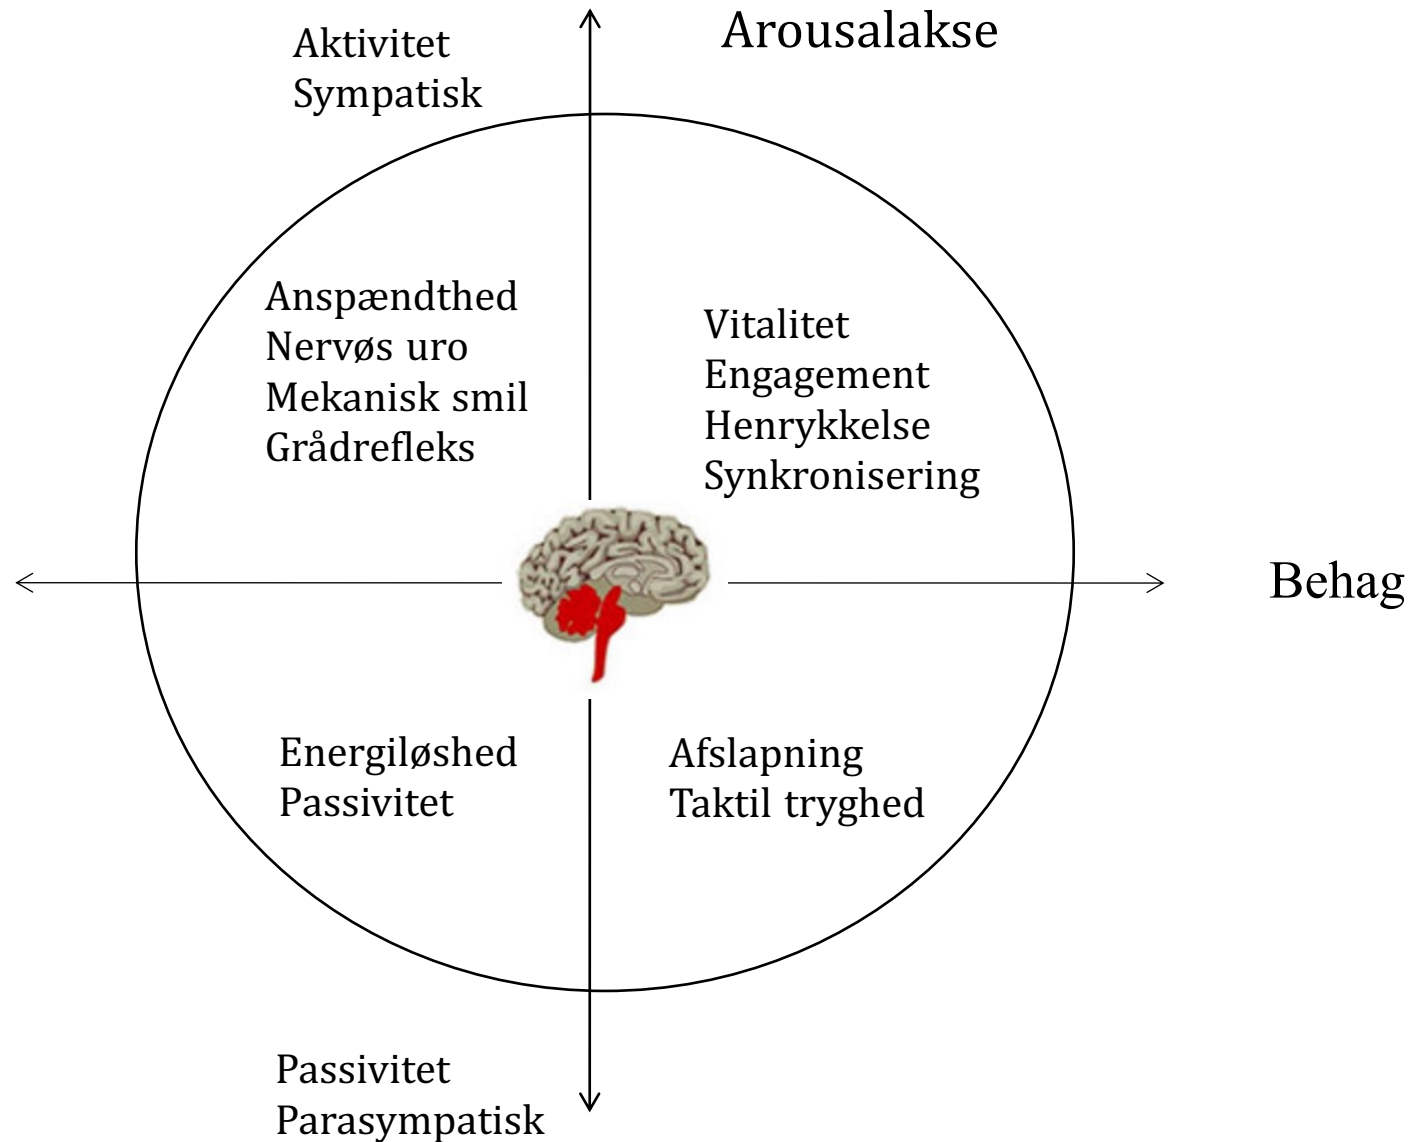 Aktivitet
Sympatisk
Arousalakse
Anspændthed
Nervøs uro
Mekanisk smil
Grådrefleks
Vitalitet
Engagement
Henrykkelse
Synkronisering
Behag
Energiløshed
Passivitet
Afslapning
Taktil tryghed
Passivitet
Parasympatisk